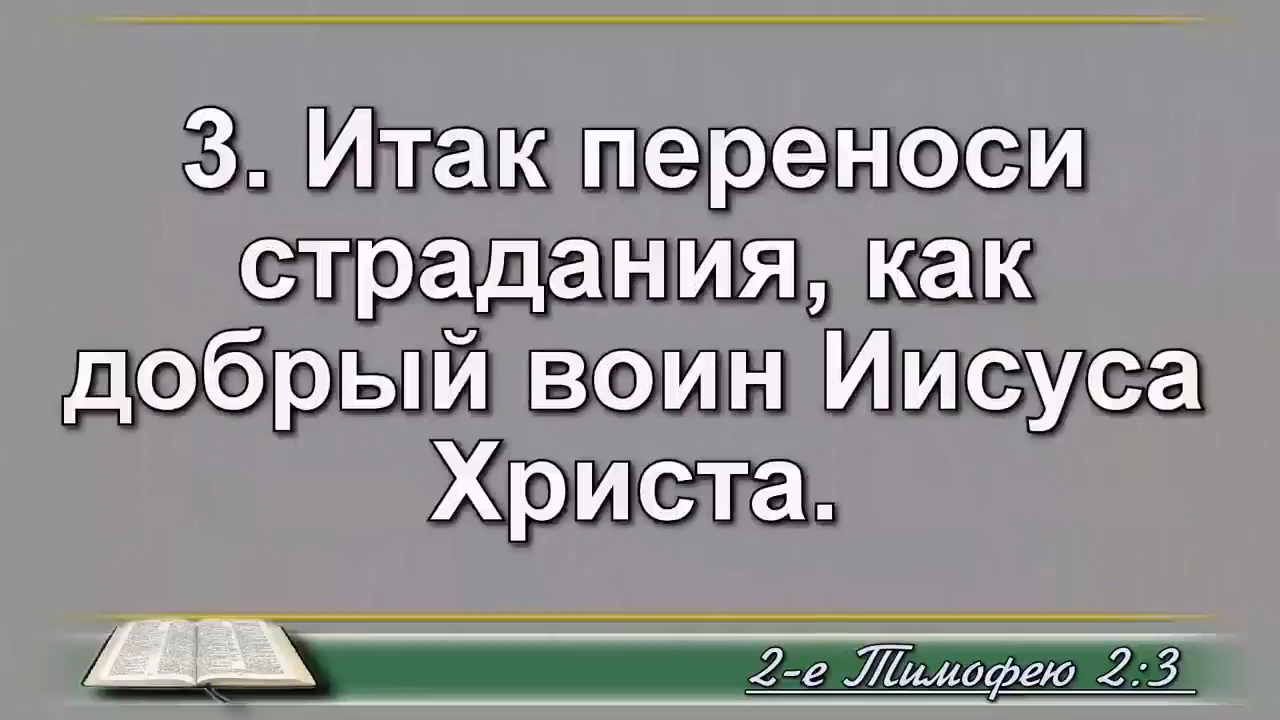 3. Итак переноси
страдания, как
добрый воин Иисуса
Христа.
2-е Тимофею 2:3